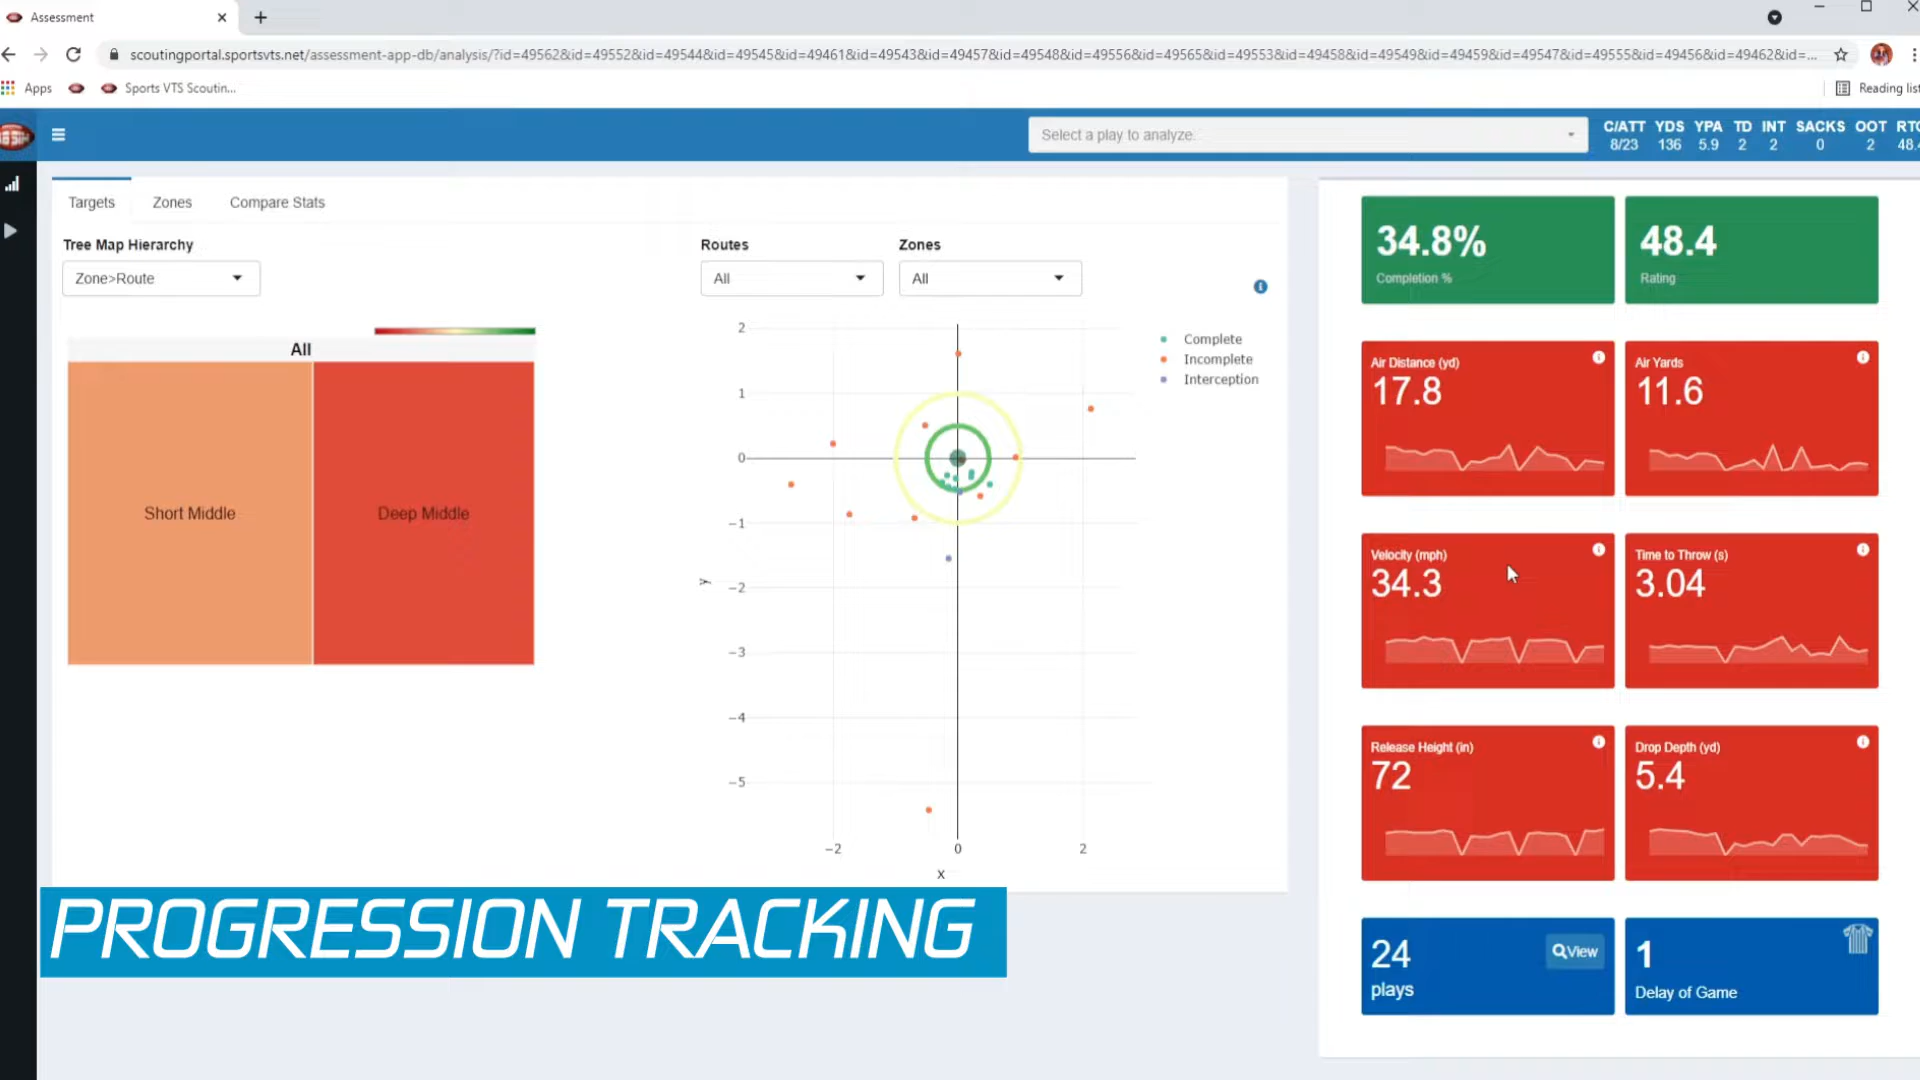 Assessment
scoutingportal.sportsvts.net/assessment-app-db/analysis/?id=49562&id=49552&id=49544&id=49545&id=49461&id=49543&id=49457&id=49548&id=49556&id=49565&id=49553&id=49458&id=49549&id=49459&id=49547&id=49555&id=49456&id=49462&id=...
Apps
Sports VTS Scoutin...
Reading list
Select a play to analyze.
C/ATT YDS YPA TD INT SACKS OOT
8/23 136 5.9 2 2 0 2 48.4
Targets Zones Compare Stats
Tree Map Hierarchy
Zone>Route
Routes
All
Zones
All
All
Short Middle
Deep Middle
2
1
0
−1
−2
−3
−4
−5
y
−2 0 2
x
Complete
Incomplete
Interception
34.8%
Completion %
48.4
Rating
Air Distance (yd)
17.8
Air Yards
11.6
Velocity (mph)
34.3
Time to Throw (s)
3.04
Release Height (in)
72
Drop Depth (yd)
5.4
24
plays
View
1
Delay of Game
PROGRESSION TRACKING